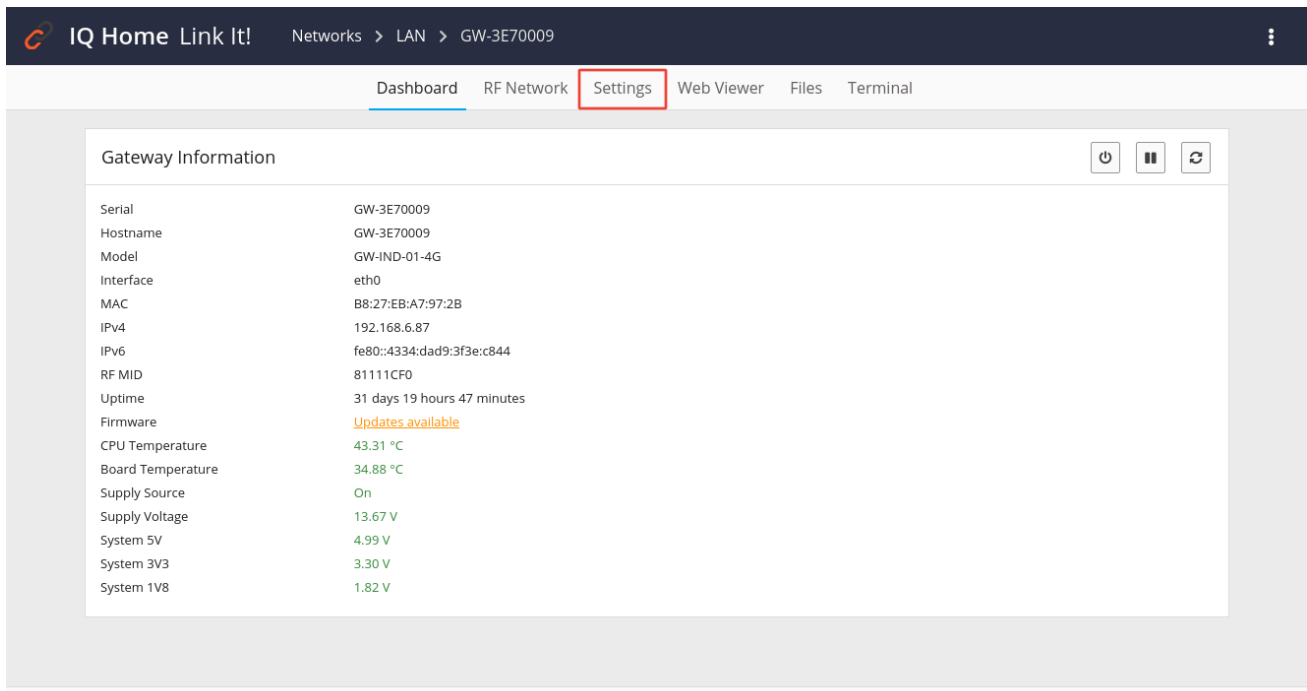 IQ Home Link It! Networks > LAN > GW-3E70009
Dashboard RF Network Settings Web Viewer Files Terminal
Gateway Information
Serial GW-3E70009
Hostname GW-3E70009
Model GW-IND-01-4G
Interface eth0
MAC B8:27:EB:A7:97:2B
IPv4 192.168.6.87
IPv6 fe80::4334:dad9:3f3e:c844
RF MID 81111CF0
Uptime 31 days 19 hours 47 minutes
Firmware Updates available
CPU Temperature 43.31 °C
Board Temperature 34.88 °C
Supply Source On
Supply Voltage 13.67 V
System 5V 4.99 V
System 3V3 3.30 V
System 1V8 1.82 V